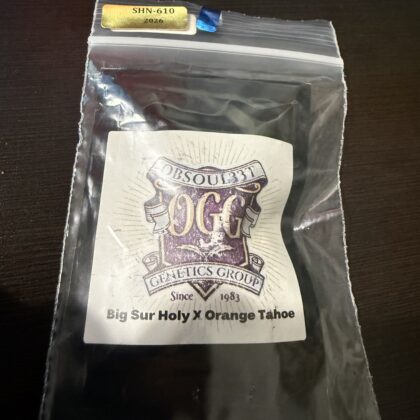 SHN-610
2026
OBSOUL33T
OGG
GENETICS GROUP
Since 1983
Big Sur Holy X Orange Tahoe